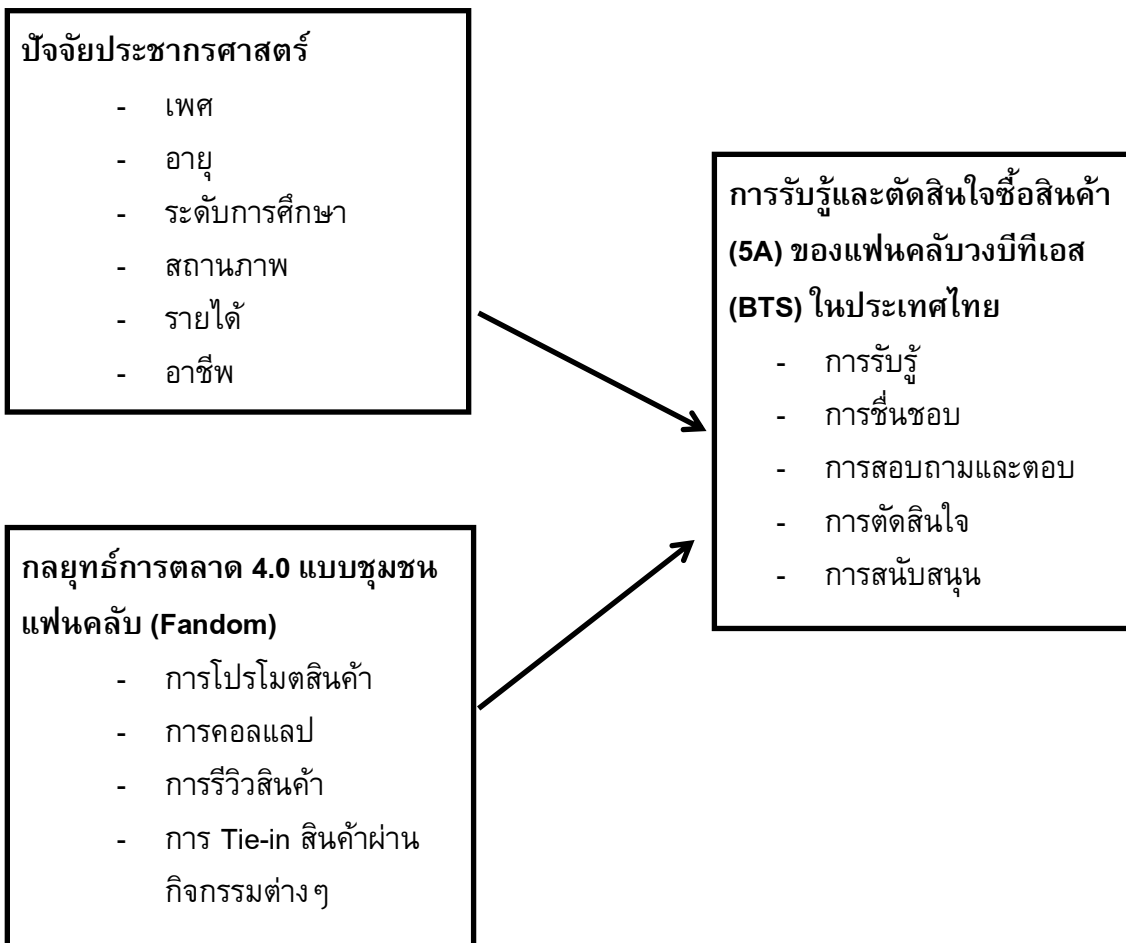 ปัจจัยประชากรศาสตร์
- เพศ
- อายุ
- ระดับการศึกษา
- สถานภาพ
- รายได้
- อาชีพ
กลยุทธ์การตลาด 4.0 แบบชุมชน
แฟนคลับ (Fandom)
- การโปรโมตสินค้า
- การคอลแลป
- การรีวิวสินค้า
- การ Tie-in สินค้าผ่าน
กิจกรรมต่างๆ
การรับรู้และตัดสินใจซื้อสินค้า
(5A) ของแฟนคลับวงบีทีเอส
(BTS) ในประเทศไทย
- การรับรู้
- การชื่นชอบ
- การสอบถามและตอบ
- การตัดสินใจ
- การสนับสนุน